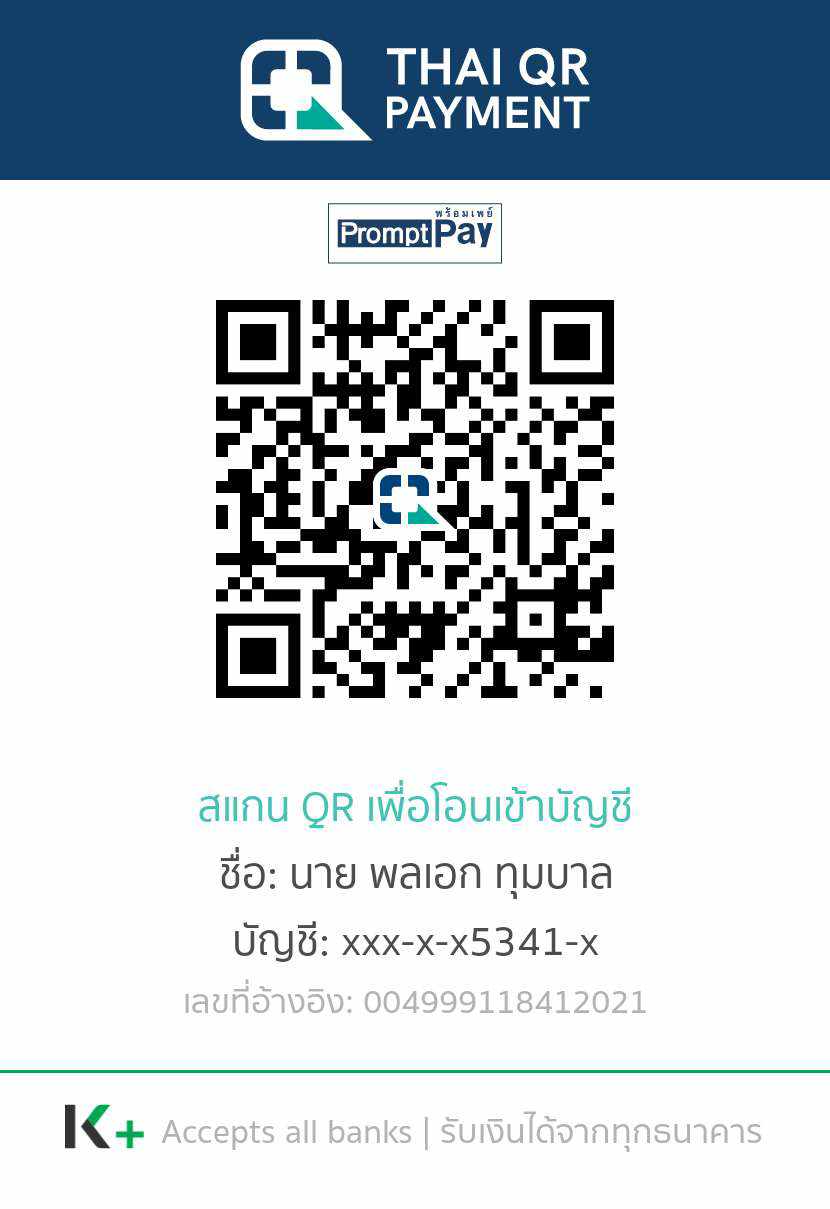 THAI QR
PAYMENT
พร้อมเพย์
PromptPay
สแกน QR เพื่อโอนเข้าบัญชี
ชื่อ: นาย พลเอก ทุมบาล
บัญชี: xxx-x-x5341-x
เลขที่อ้างอิง: 004999118412021
K+ Accepts all banks | รับเงินได้จากทุกธนาคาร